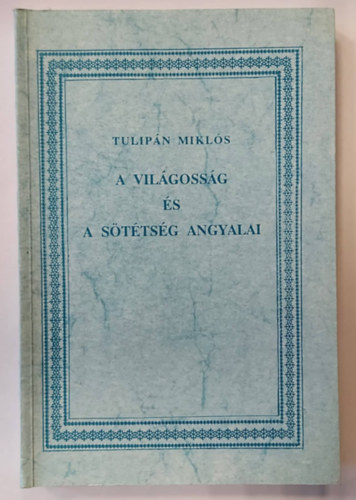 TULIPÁN MIKLÓS
A VILÁGOSSÁG
ÉS
A SÖTÉTSÉG ANGYALAI